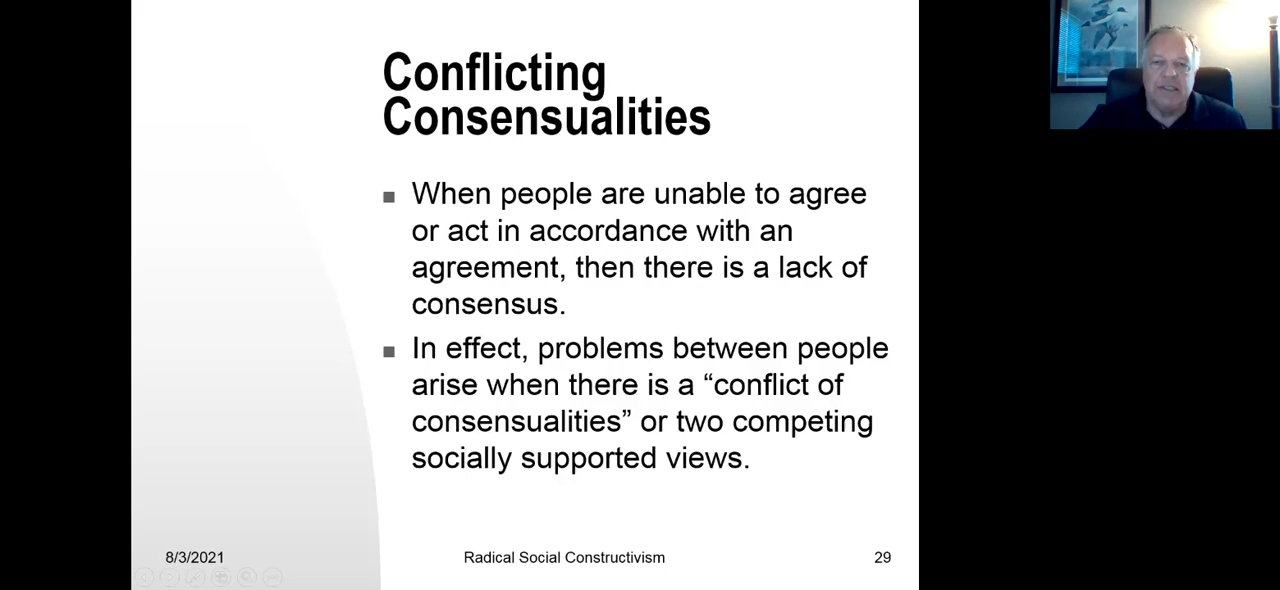 Conflicting
Consensualities
■ When people are unable to agree
or act in accordance with an
agreement, then there is a lack of
consensus.
■ In effect, problems between people
arise when there is a “conflict of
consensualities” or two competing
socially supported views.
8/3/2021 Radical Social Constructivism 29